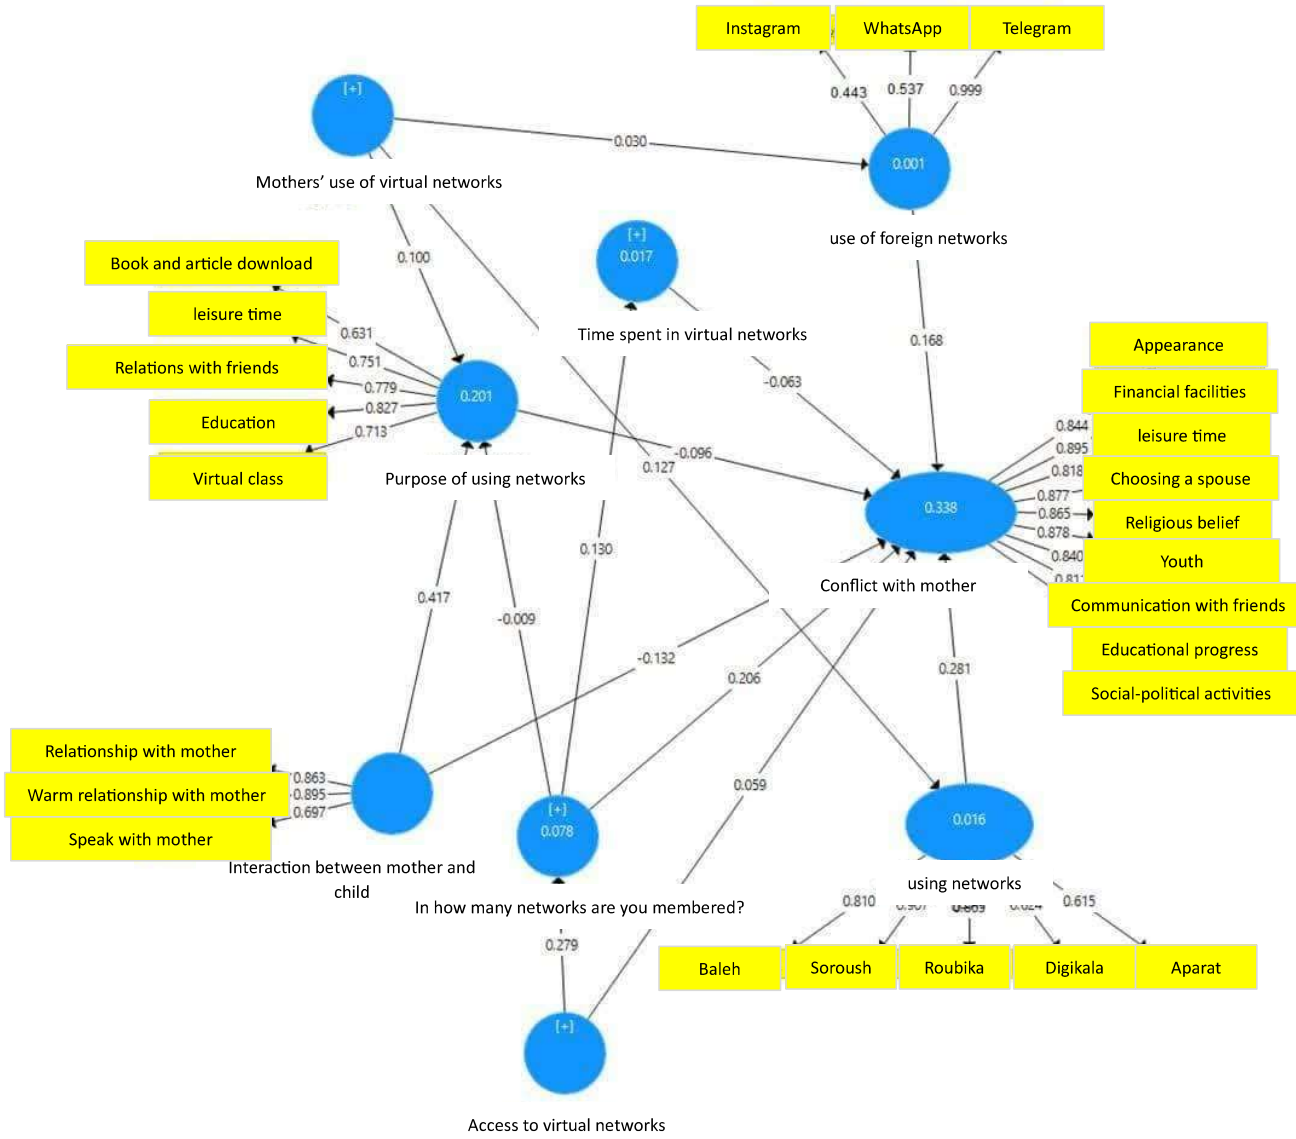 Instagram
WhatsApp
Telegram
0.443
0.537
0.999
[+]
0.030
0.001
Mothers’ use of virtual networks
use of foreign networks
[+]
0.017
0.100
Book and article download
leisure time
Relations with friends
Education
Virtual class
0.631
0.751
0.779
0.827
0.713
0.201
Time spent in virtual networks
-0.063
0.168
Purpose of using networks
-0.096
0.127
0.338
Appearance
Financial facilities
leisure time
Choosing a spouse
Religious belief
Youth
Communication with friends
Educational progress
Social-political activities
0.844
0.895
0.818
0.877
0.865
0.878
0.840
Conflict with mother
0.130
0.417
-0.009
-0.132
0.206
0.281
0.059
Relationship with mother
Warm relationship with mother
Speak with mother
0.863
0.895
0.697
[+]
0.078
0.016
Interaction between mother and
child
using networks
In how many networks are you membered?
0.810
0.615
0.279
Baleh
Soroush
Roubika
Digikala
Aparat
[+]
Access to virtual networks